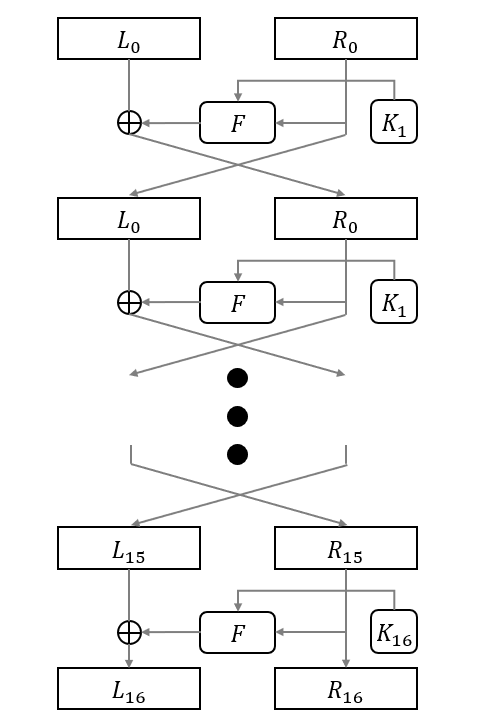 L₀ R₀
F K₁
L₀ R₀
F K₁
L₁₅ R₁₅
F K₁₆
L₁₆ R₁₆